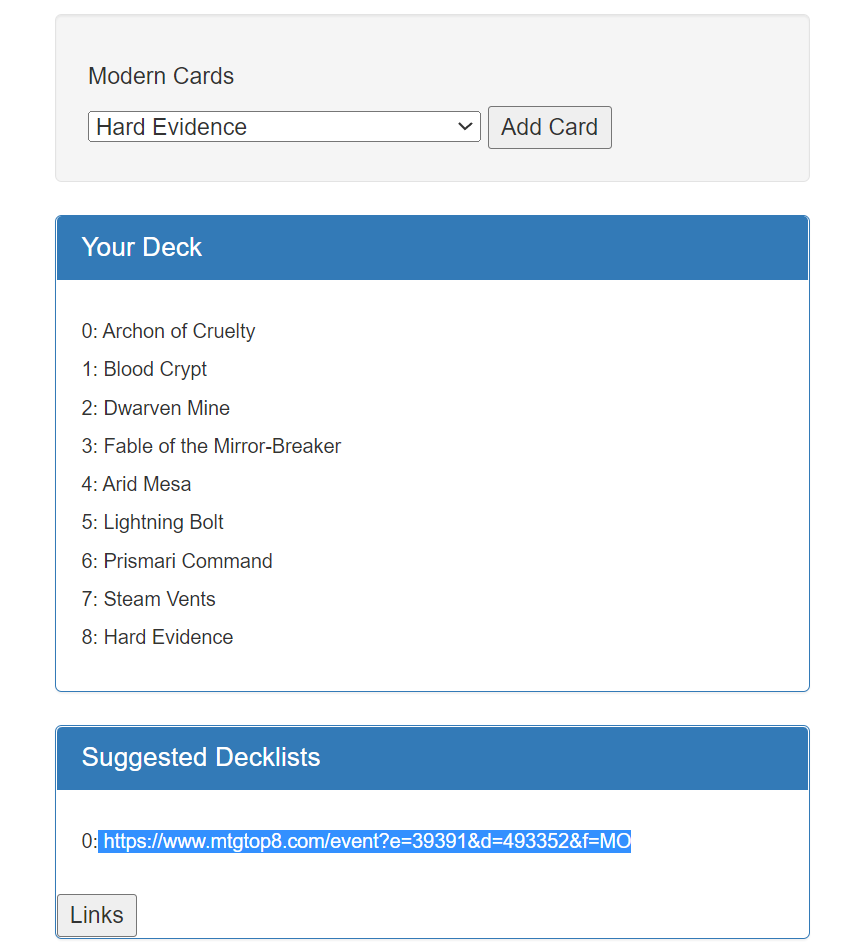 Modern Cards
Hard Evidence
Add Card
Your Deck
0: Archon of Cruelty
1: Blood Crypt
2: Dwarven Mine
3: Fable of the Mirror-Breaker
4: Arid Mesa
5: Lightning Bolt
6: Prismari Command
7: Steam Vents
8: Hard Evidence
Suggested Decklists
0: https://www.mtgtop8.com/event?e=39391&d=493352&f=MO
Links